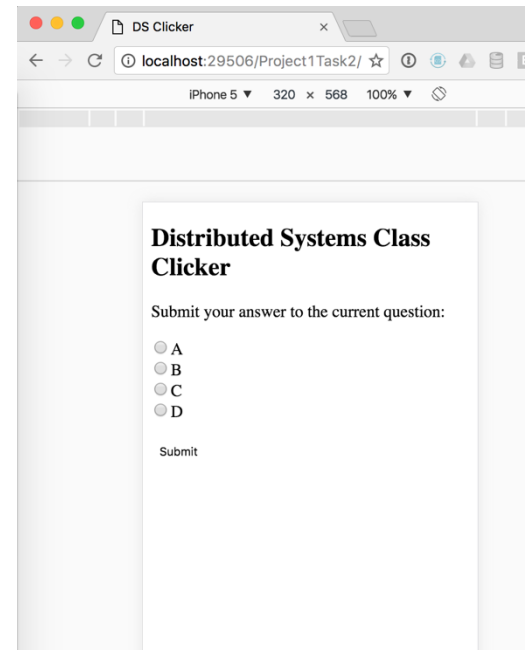 DS Clicker
localhost:29506/Project1Task2/
iPhone 5 ▼ 320 × 568 100% ▼
Distributed Systems Class
Clicker
Submit your answer to the current question:
A
B
C
D
Submit